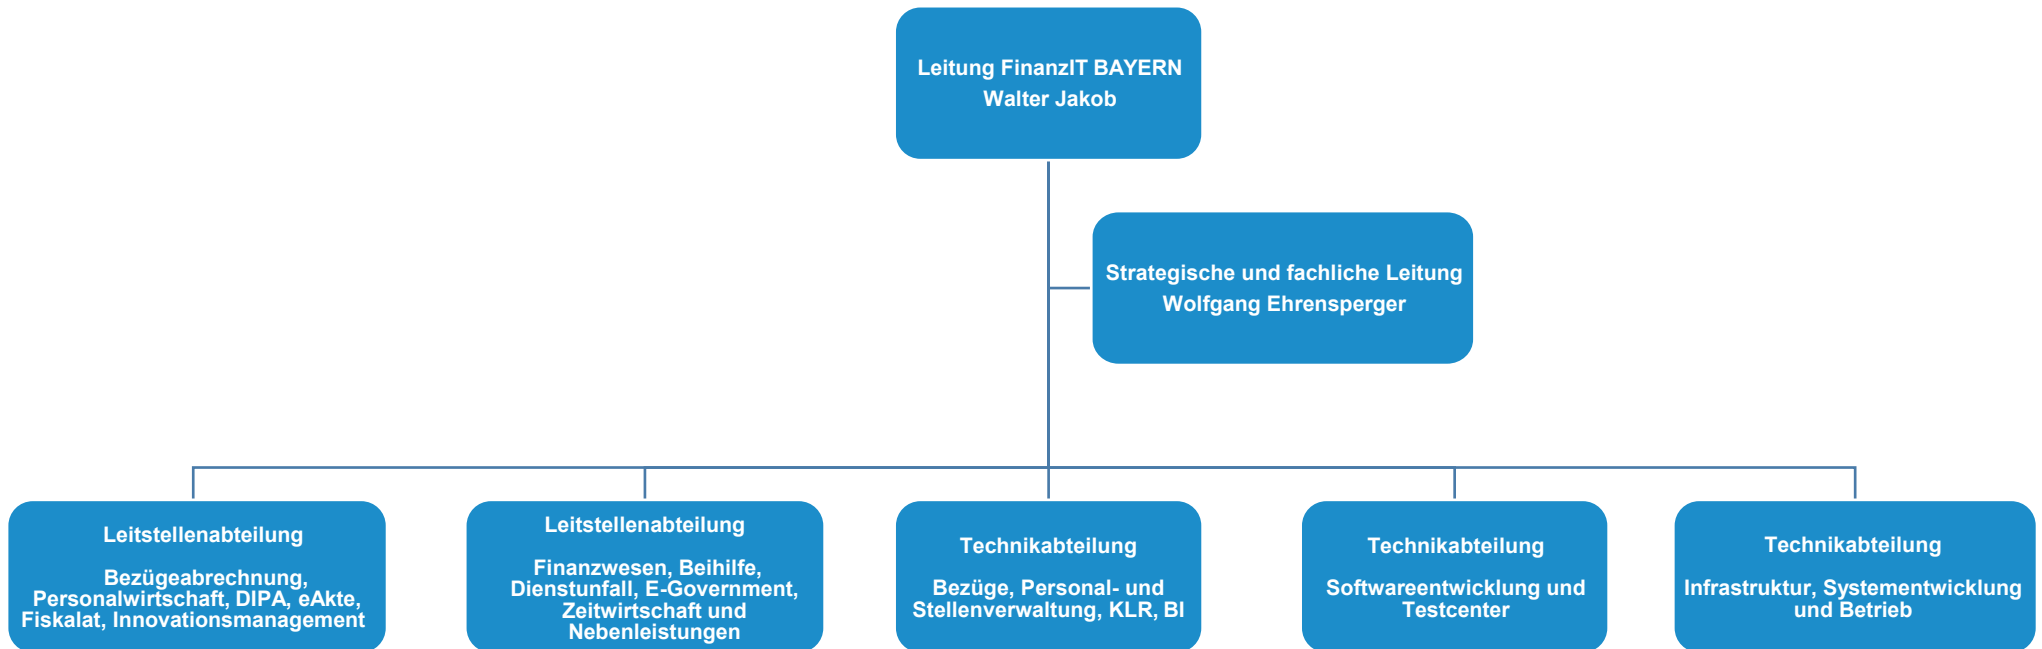 Leitung FinanzIT BAYERN
Walter Jakob
Strategische und fachliche Leitung
Wolfgang Ehrensperger
Leitstellenabteilung
Bezügeabrechnung,
Personalwirtschaft, DIPA, eAkte,
Fiskalat, Innovationsmanagement
Leitstellenabteilung
Finanzwesen, Beihilfe,
Dienstunfall, E-Government,
Zeitwirtschaft und
Nebenleistungen
Technikabteilung
Bezüge, Personal- und
Stellenverwaltung, KLR, BI
Technikabteilung
Softwareentwicklung und
Testcenter
Technikabteilung
Infrastruktur, Systementwicklung
und Betrieb